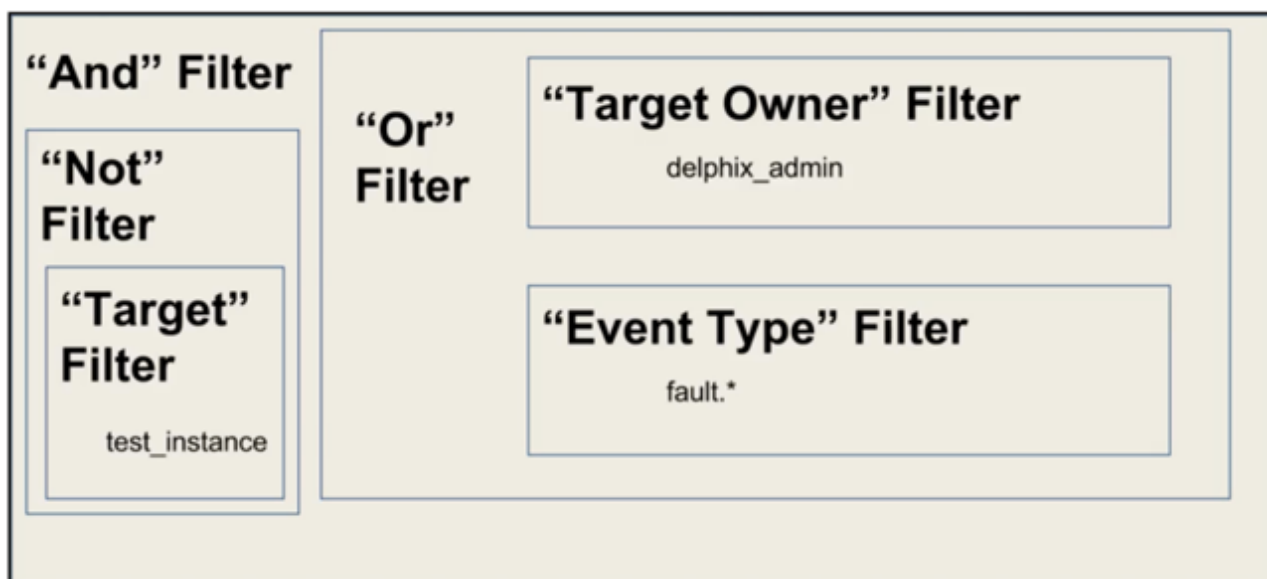 “And” Filter
“Not”
Filter
“Target”
Filter
test_instance
“Or”
Filter
“Target Owner” Filter
delphix_admin
“Event Type” Filter
fault.*